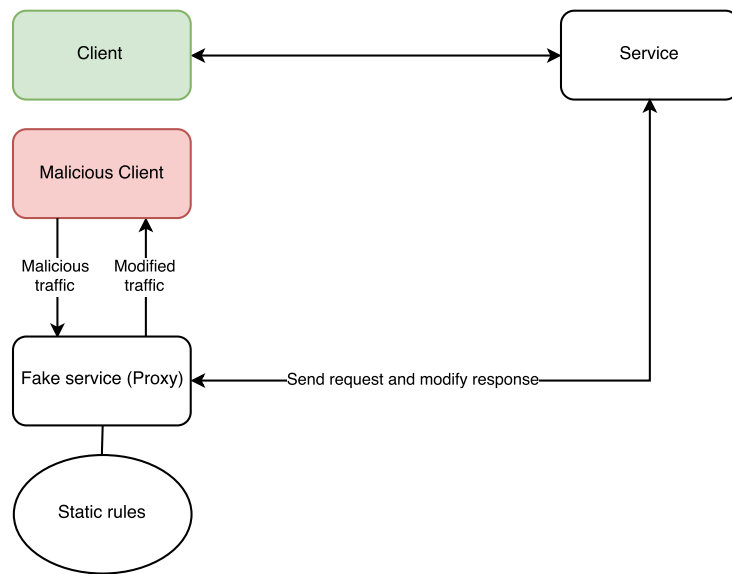 Client
Service
Malicious Client
Malicious
traffic
Modified
traffic
Fake service (Proxy)
Send request and modify response
Static rules